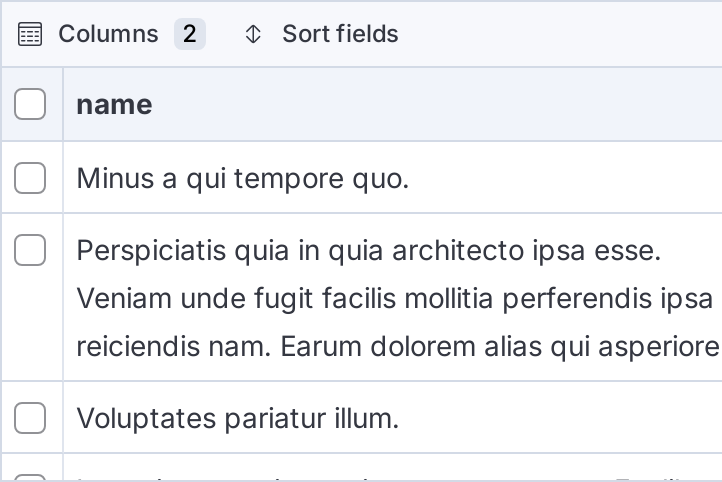 Columns 2 Sort fields
name
Minus a qui tempore quo.
Perspiciatis quia in quia architecto ipsa esse.
Veniam unde fugit facilis mollitia perferendis ipsa
reiciendis nam. Earum dolorem alias qui asperiore
Voluptates pariatur illum.